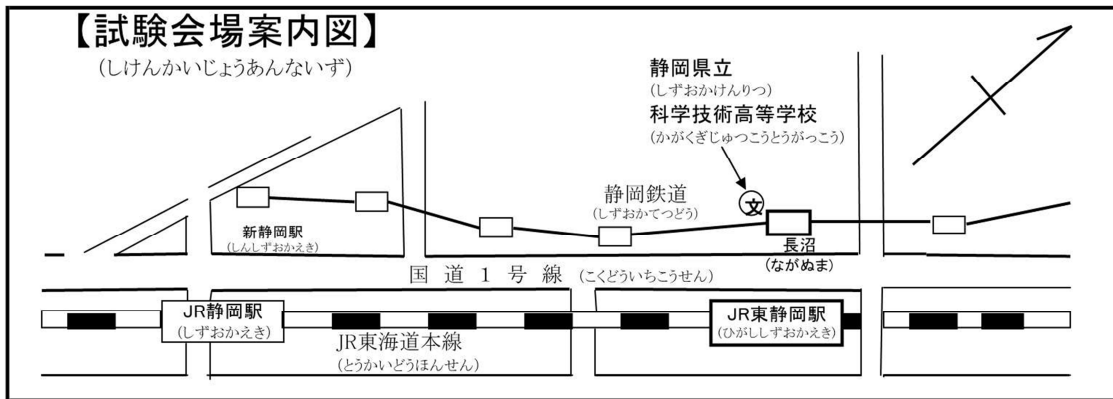 【試験会場案内図】
(しけんかいじょうあんないず)
静岡県立
(しずおかけんりつ)
科学技術高等学校
(かがくぎじゅつこうとうがっこう)
文
静岡鉄道
(しずおかてつどう)
新静岡駅
(しんしずおかえき)
長沼
(ながぬま)
国道1号線(こくどういちこうせん)
JR静岡駅
(しずおかえき)
JR東静岡駅
(ひがししずおかえき)
JR東海道本線
(とうかいどうほんせん)